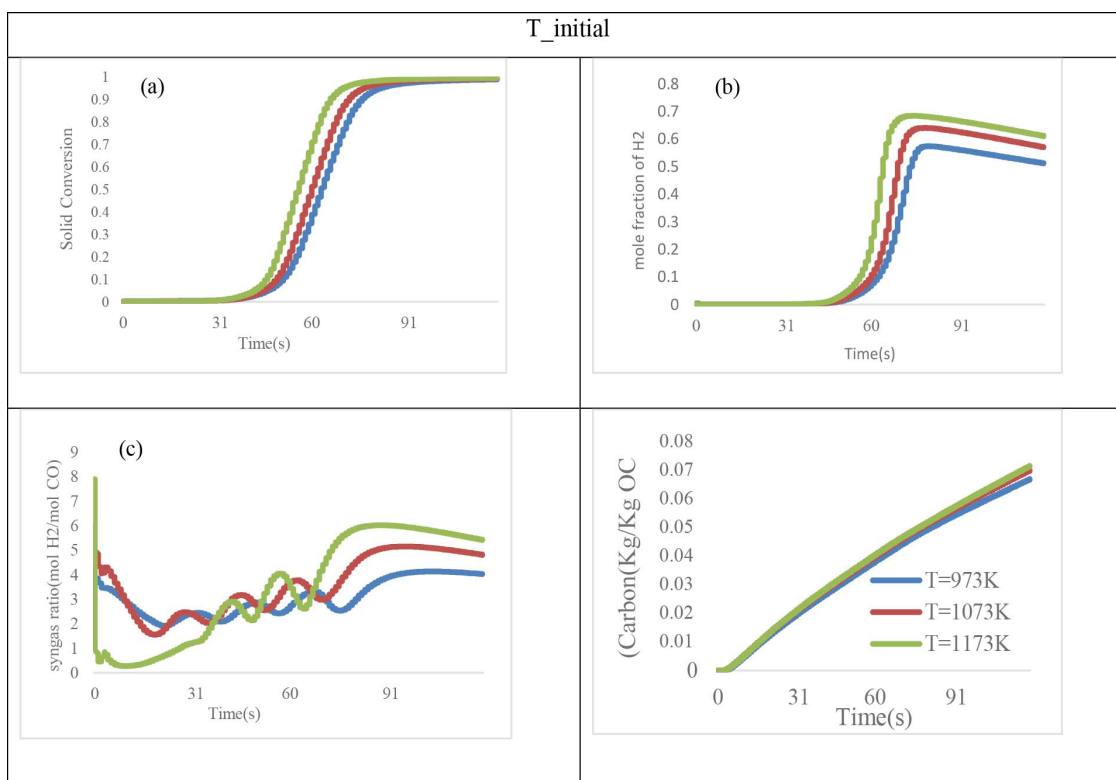 T_initial
(a)
Solid Conversion
1
0.9
0.8
0.7
0.6
0.5
0.4
0.3
0.2
0.1
0
0 31 60 91
Time(s)
(b)
mole fraction of H2
0.8
0.7
0.6
0.5
0.4
0.3
0.2
0.1
0
0 31 60 91
Time(s)
(c)
syngas ratio(mol H2/mol CO)
9
8
7
6
5
4
3
2
1
0
0 31 60 91
Time(s)
(Carbon(Kg/Kg OC
0.08
0.07
0.06
0.05
0.04
0.03
0.02
0.01
0
T=973K
T=1073K
T=1173K
0 31 60 91
Time(s)